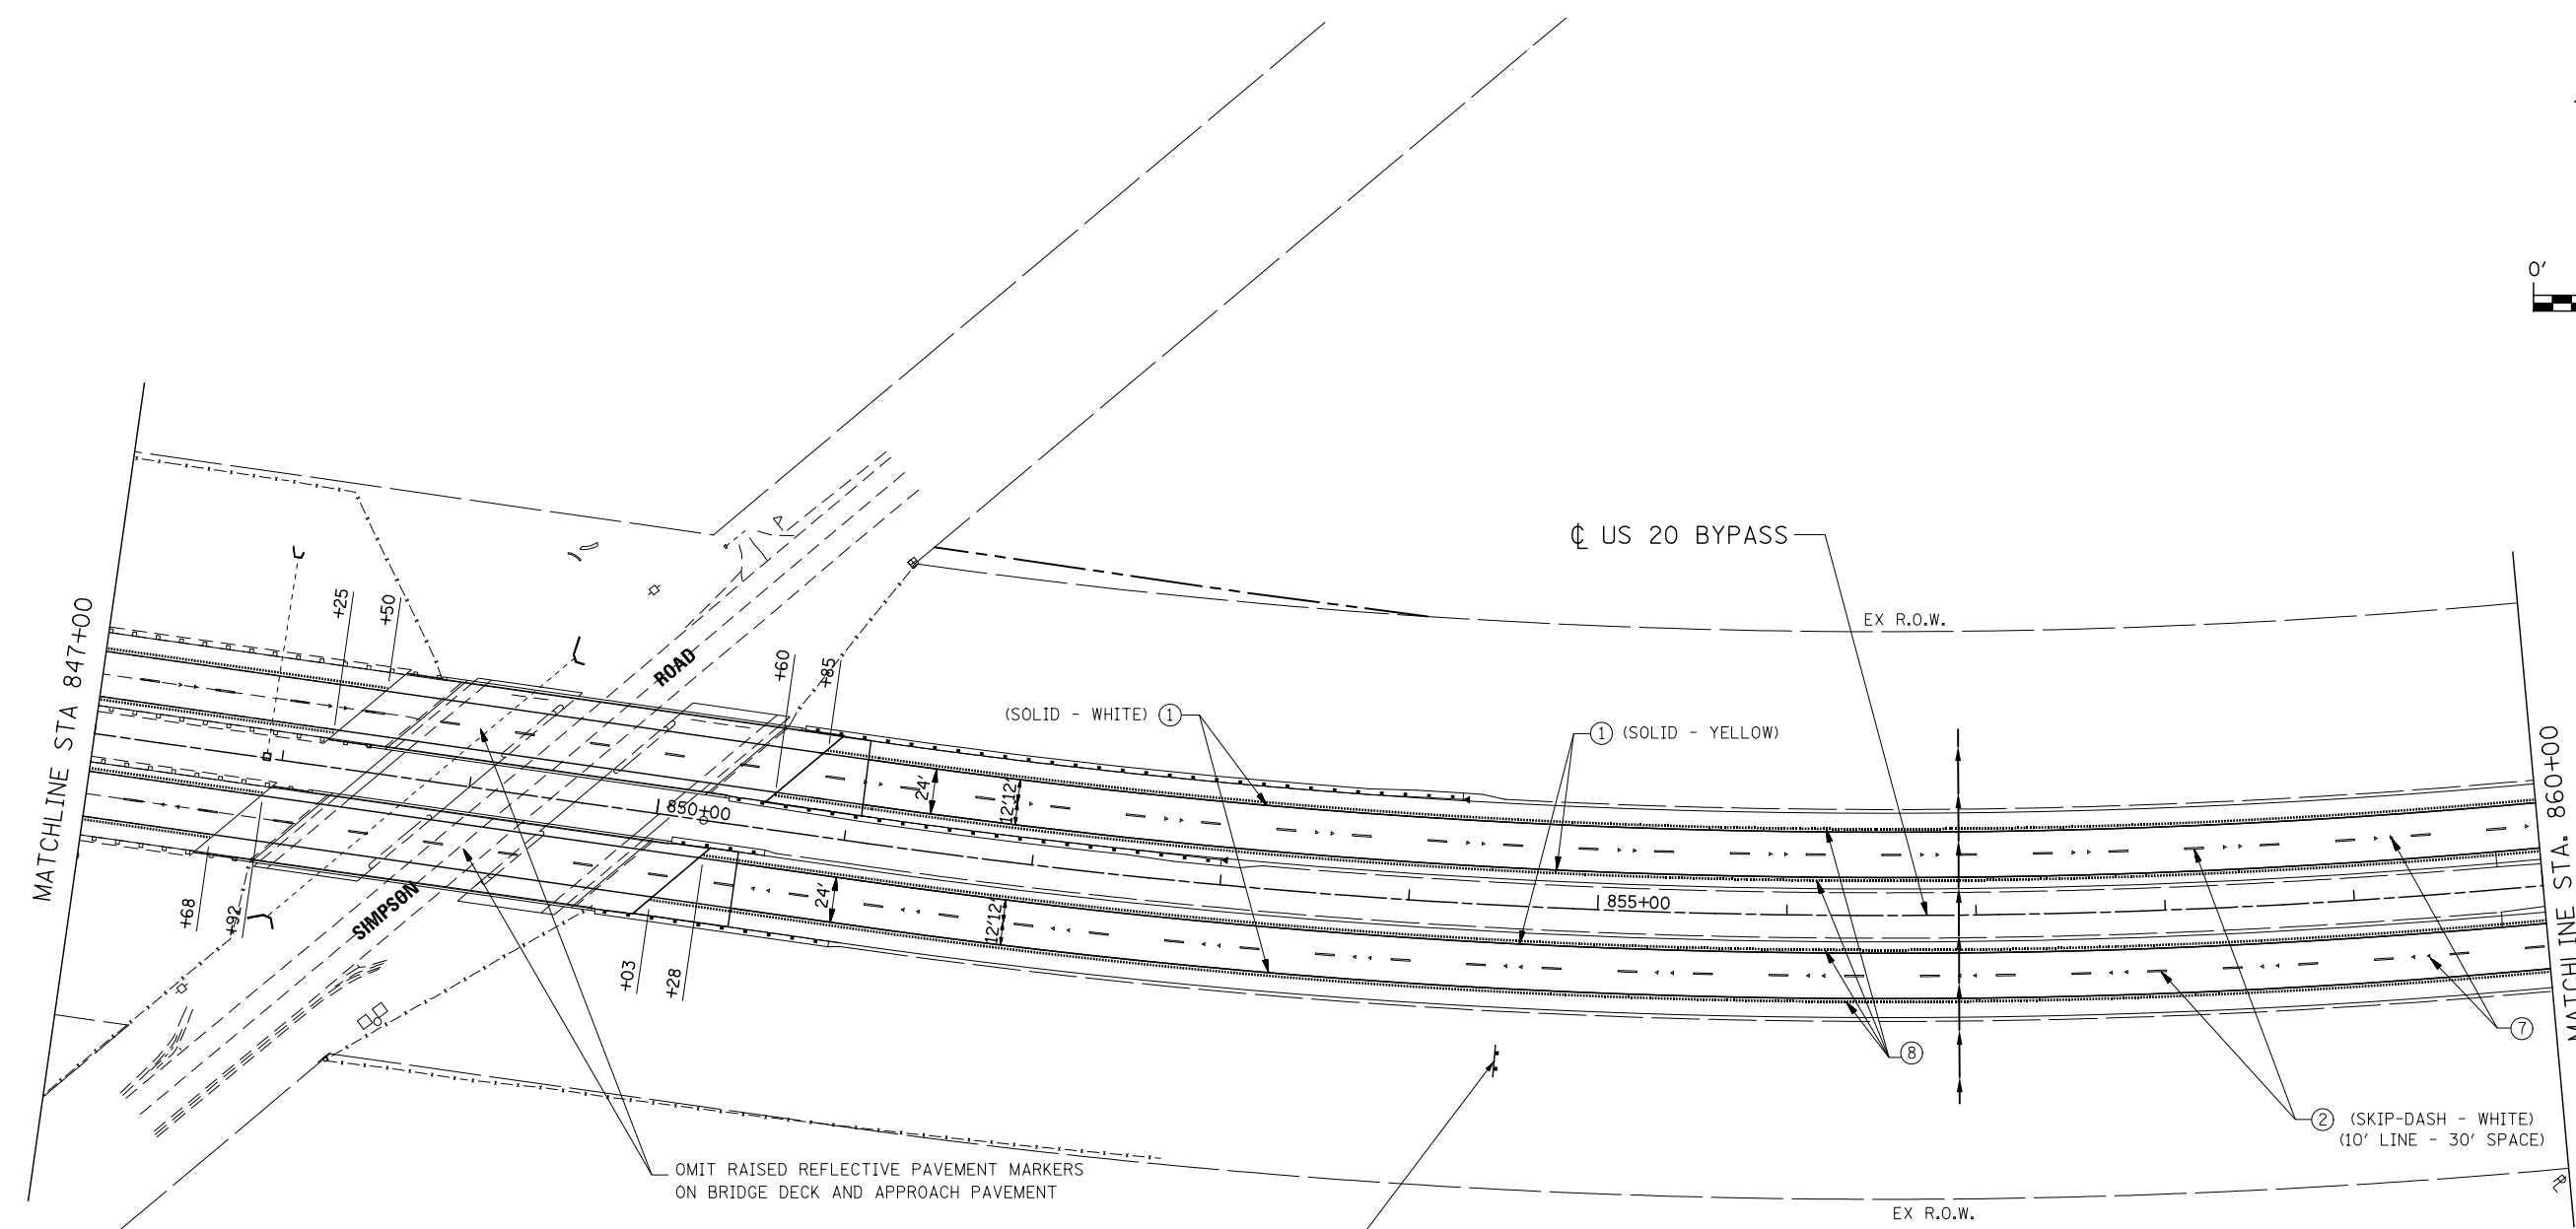 0'
℄ US 20 BYPASS
EX R.O.W.
MATCHLINE STA 847+00
+25
+50
ROAD
+60
+85
(SOLID - WHITE) 1
1 (SOLID - YELLOW)
24'
12'12'
850+00
MATCHLINE STA. 860+00
855+00
24'
12'12'
+68
+92
SIMPSON
+03
+28
7
8
2 (SKIP-DASH - WHITE)
(10' LINE - 30' SPACE)
OMIT RAISED REFLECTIVE PAVEMENT MARKERS
ON BRIDGE DECK AND APPROACH PAVEMENT
EX R.O.W.